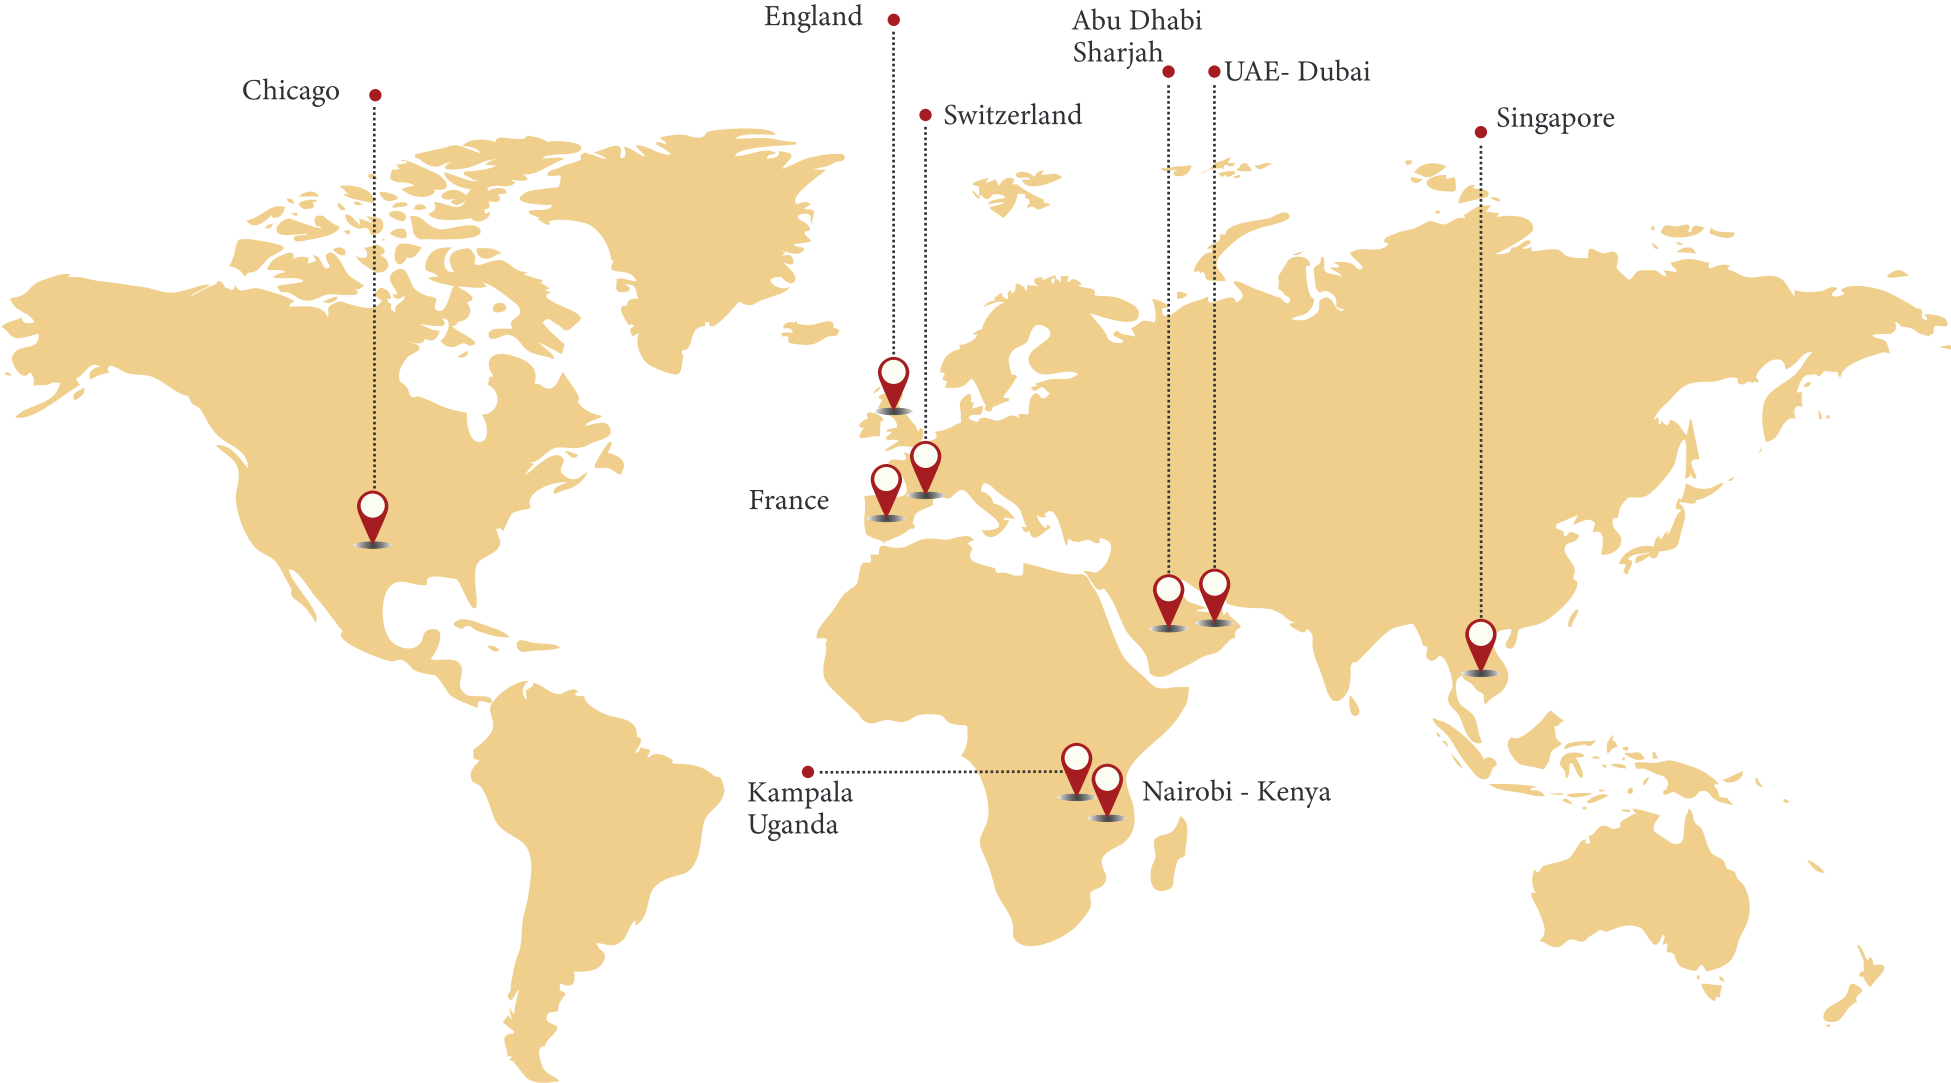 England
Abu Dhabi
Sharjah
UAE- Dubai
Chicago
Switzerland
Singapore
France
Kampala
Uganda
Nairobi - Kenya